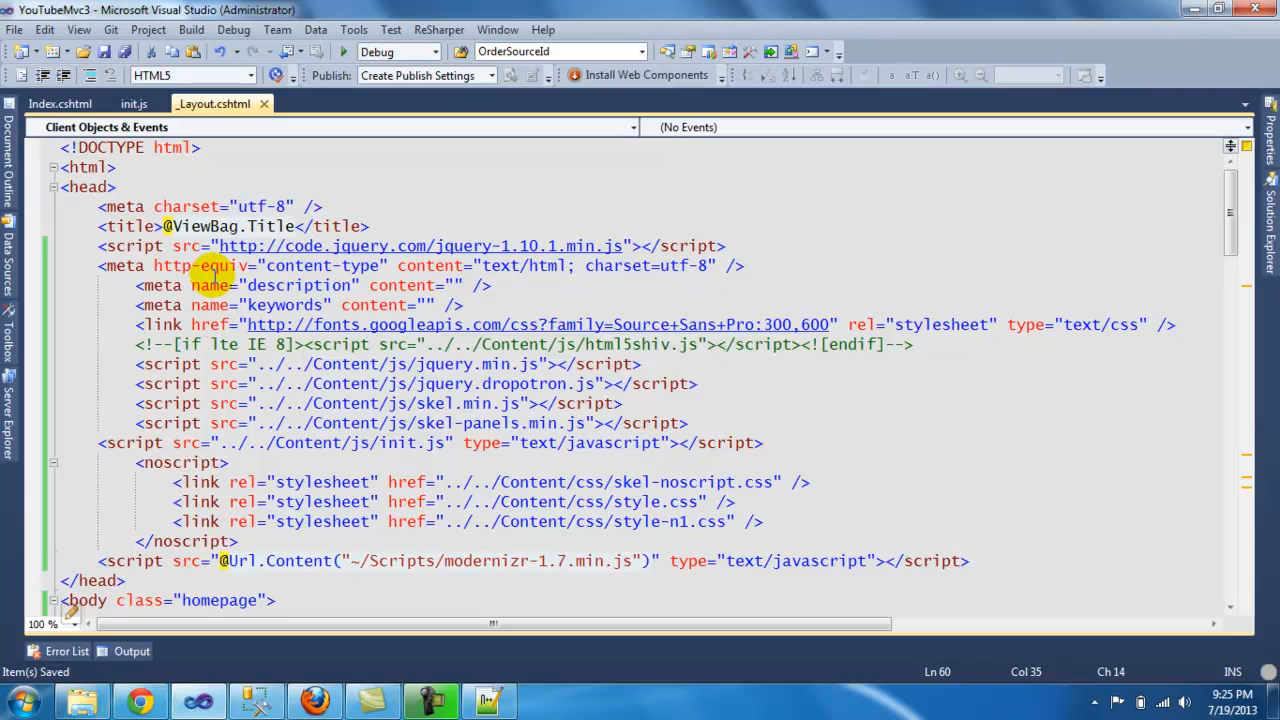 YouTubeMvc3 - Microsoft Visual Studio (Administrator)
File Edit View Git Project Build Debug Team Data Tools Test ReSharper Window Help
Debug OrderSourceId
HTML5 Publish: Create Publish Settings Install Web Components
Index.cshtml init.js _Layout.cshtml
Client Objects & Events (No Events)
<!DOCTYPE html>
<html>
<head>
<meta charset="utf-8" />
<title>@ViewBag.Title</title>
<script src="http://code.jquery.com/jquery-1.10.1.min.js"></script>
<meta http-equiv="content-type" content="text/html; charset=utf-8" />
<meta name="description" content="" />
<meta name="keywords" content="" />
<link href="http://fonts.googleapis.com/css?family=Source+Sans+Pro:300,600" rel="stylesheet" type="text/css" />
<!--[if lte IE 8]><script src="../../Content/js/html5shiv.js"></script><![endif]-->
<script src="../../Content/js/jquery.min.js"></script>
<script src="../../Content/js/jquery.dropotron.js"></script>
<script src="../../Content/js/skel.min.js"></script>
<script src="../../Content/js/skel-panels.min.js"></script>
<script src="../../Content/js/init.js" type="text/javascript"></script>
<noscript>
<link rel="stylesheet" href="../../Content/css/skel-noscript.css" />
<link rel="stylesheet" href="../../Content/css/style.css" />
<link rel="stylesheet" href="../../Content/css/style-n1.css" />
</noscript>
<script src="@Url.Content("~/Scripts/modernizr-1.7.min.js")" type="text/javascript"></script>
</head>
<body class="homepage">
100 %
Error List Output
Item(s) Saved Ln 60 Col 35 Ch 14 INS
9:25 PM
7/19/2013
Document Outline
Data Sources
Toolbox
Server Explorer
Properties
Solution Explorer